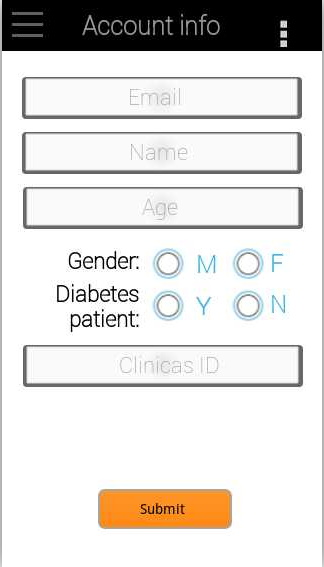 Account info
Email
Name
Age
Gender: M F
Diabetes
patient: Y N
Clinicas ID
Submit